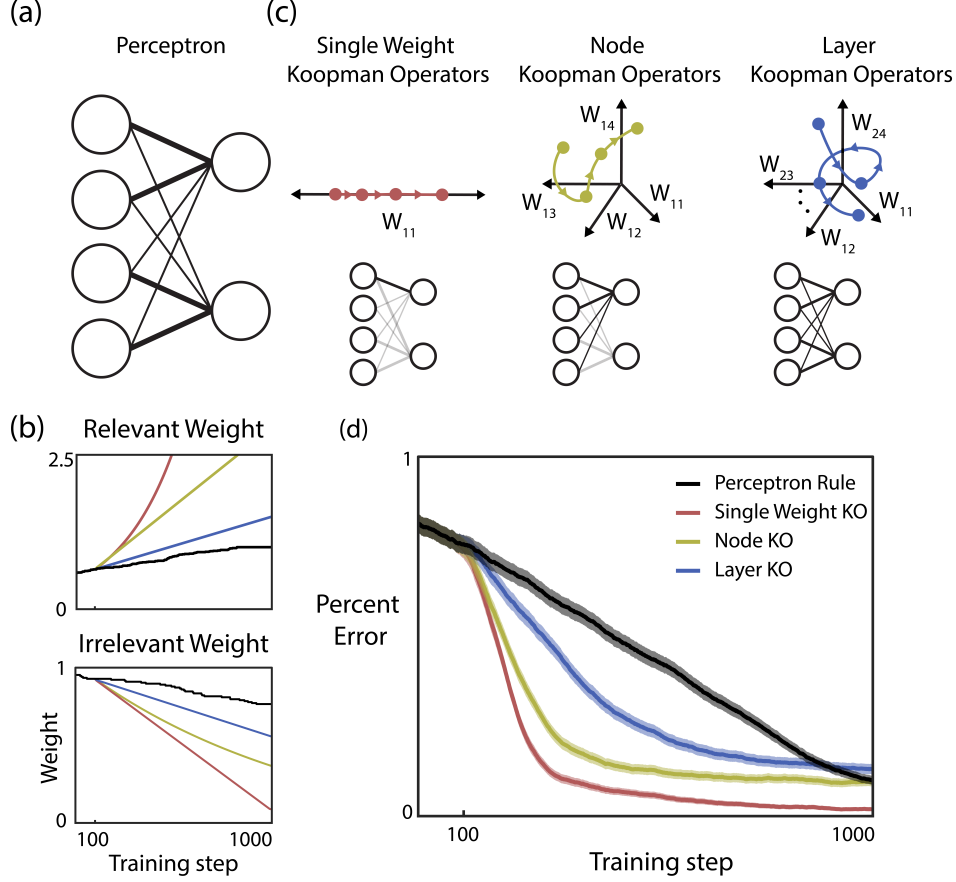 (a)
Perceptron
(c)
Single Weight
Koopman Operators
W11
Node
Koopman Operators
W14
W13
W12
W11
Layer
Koopman Operators
W24
W23
W11
W12
(b)
Relevant Weight
2.5
0
Irrelevant Weight
1
Weight
0
100
1000
Training step
(d)
1
Percent
Error
0
Perceptron Rule
Single Weight KO
Node KO
Layer KO
100
1000
Training step